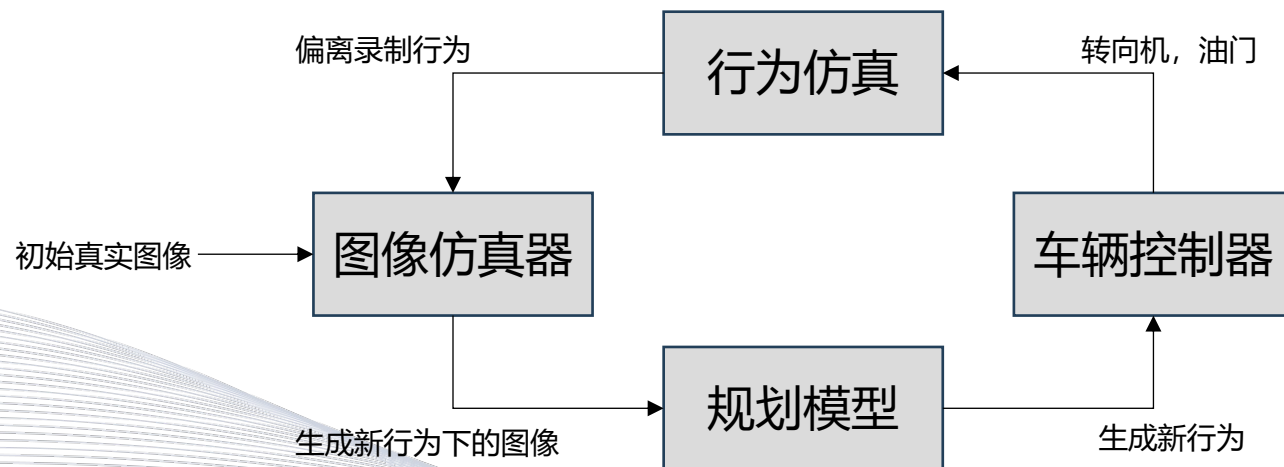 偏离录制行为
行为仿真
转向机，油门
初始真实图像
图像仿真器
车辆控制器
生成新行为下的图像
规划模型
生成新行为